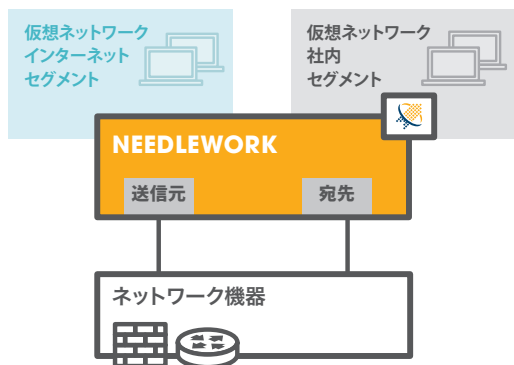 仮想ネットワーク
インターネット
セグメント
仮想ネットワーク
社内
セグメント
NEEDLEWORK
送信元
宛先
ネットワーク機器